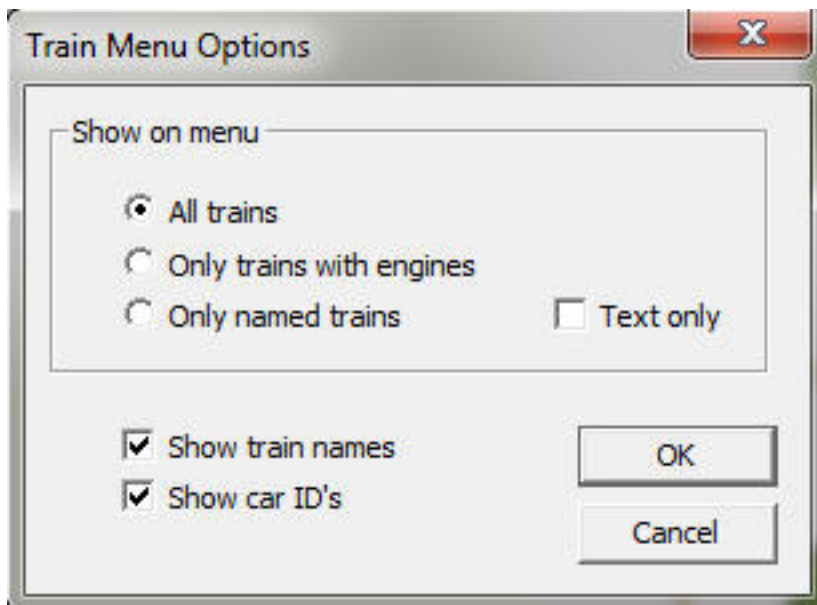 Train Menu Options
Show on menu
All trains
Only trains with engines
Only named trains
Text only
Show train names
Show car ID's
OK
Cancel